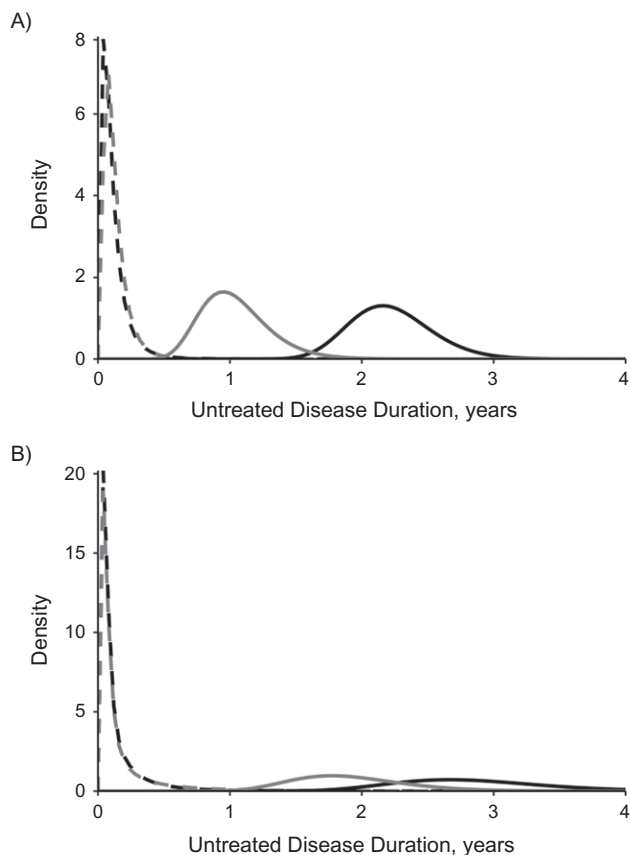 A)
8
6
4
2
0
Density
0 1 2 3 4
Untreated Disease Duration, years
B)
20
15
10
5
0
Density
0 1 2 3 4
Untreated Disease Duration, years